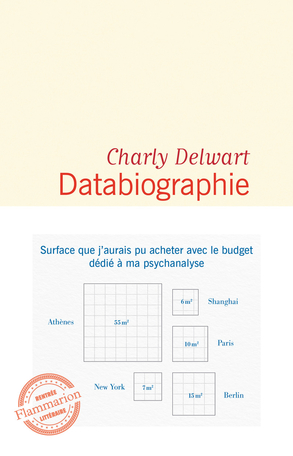 Charly Delwart
Databiographie
Surface que j'aurais pu acheter avec le budget
dédié à ma psychanalyse
6 m²
Shanghai
Athènes
55 m²
10 m²
Paris
New York
7 m²
15 m²
Berlin
RENTRÉE
Flammarion
LITTÉRAIRE